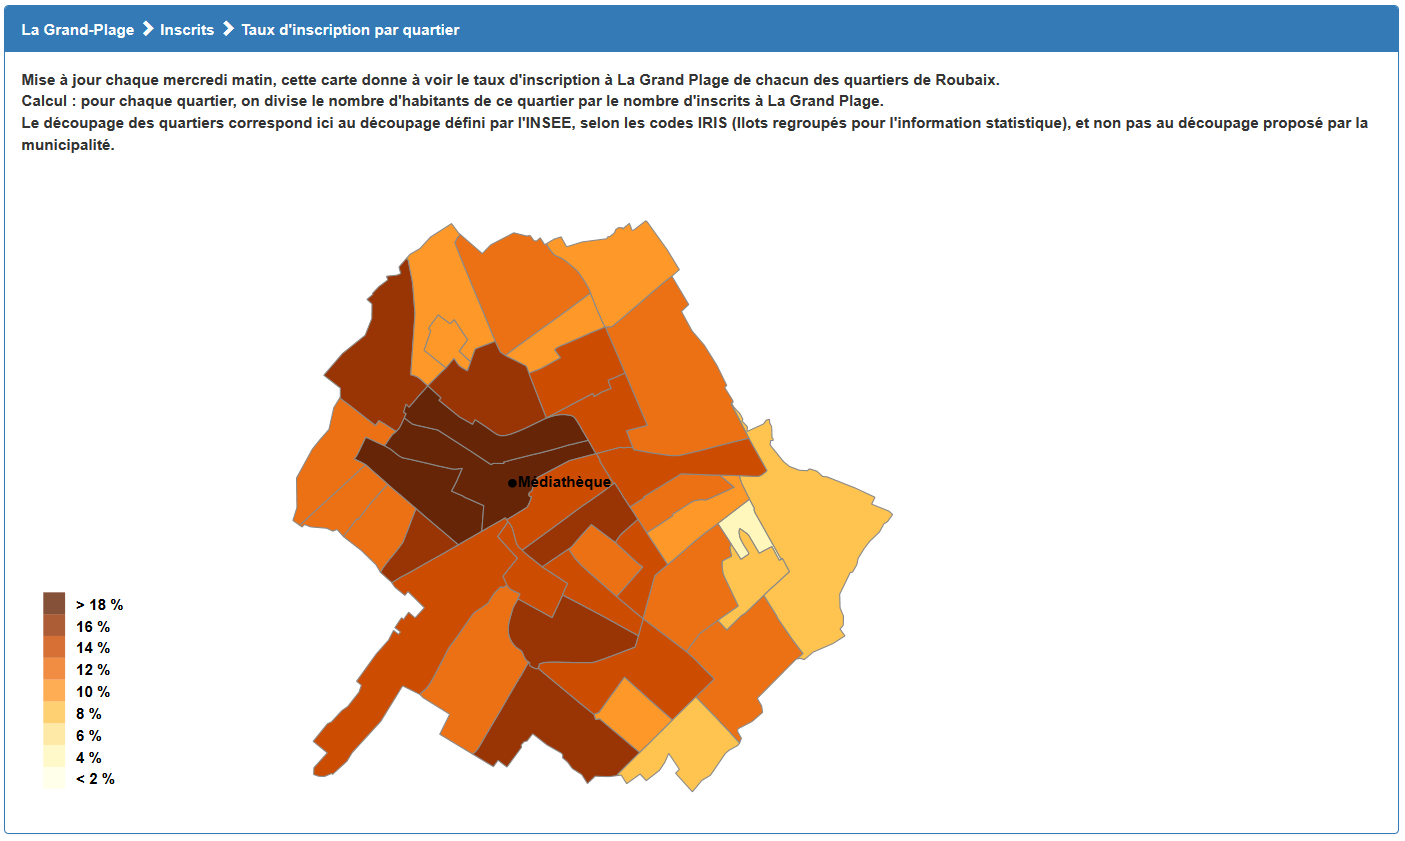 La Grand-Plage > Inscrits > Taux d'inscription par quartier
Mise à jour chaque mercredi matin, cette carte donne à voir le taux d'inscription à La Grand Plage de chacun des quartiers de Roubaix.
Calcul : pour chaque quartier, on divise le nombre d'habitants de ce quartier par le nombre d'inscrits à La Grand Plage.
Le découpage des quartiers correspond ici au découpage défini par l'INSEE, selon les codes IRIS (Ilots regroupés pour l'information statistique), et non pas au découpage proposé par la
municipalité.
Médiathèque
> 18 %
16 %
14 %
12 %
10 %
8 %
6 %
4 %
< 2 %